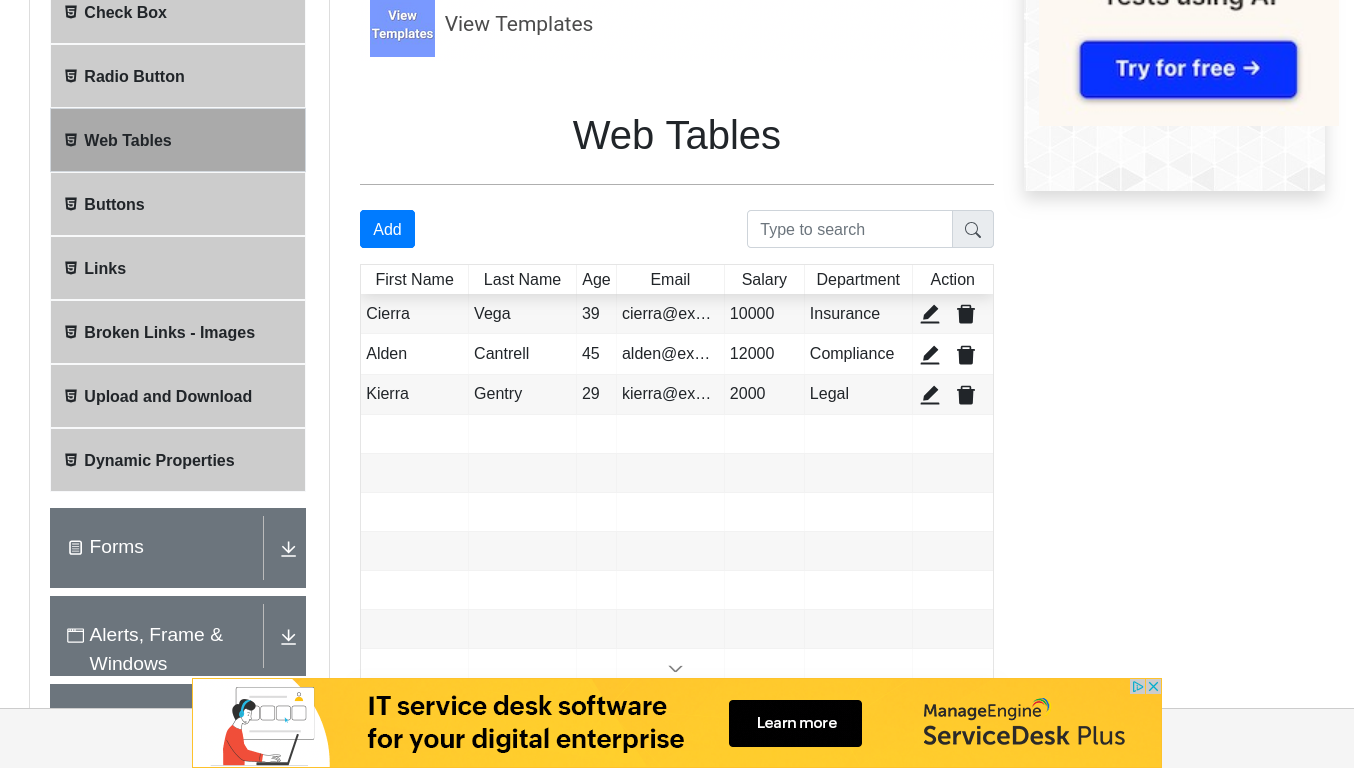 Check Box
Radio Button
Web Tables
Buttons
Links
Broken Links - Images
Upload and Download
Dynamic Properties
Forms
Alerts, Frame &
Windows
View
Templates
View Templates
Web Tables
Add
Type to search
First Name Last Name Age Email Salary Department Action
Cierra Vega 39 cierra@ex… 10000 Insurance
Alden Cantrell 45 alden@ex… 12000 Compliance
Kierra Gentry 29 kierra@ex… 2000 Legal
Tests using AI
Try for free →
IT service desk software
for your digital enterprise
Learn more
ManageEngine
ServiceDesk Plus